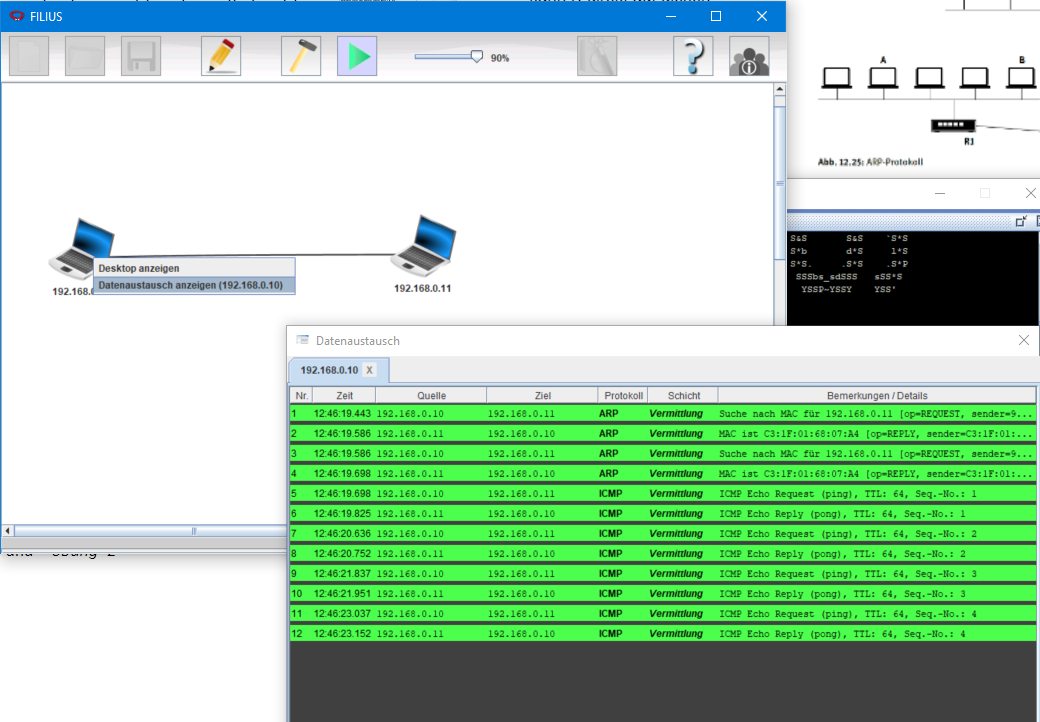 FILIUS
90%
A
B
R1
Abb. 12.25: ARP-Protokoll
Desktop anzeigen
Datenaustausch anzeigen (192.168.0.10)
192.168.0.11
S&S S&S `S*S
S*b d*S l*S
S*S. .S*S .S*P
SSSbs_sdSSS sSS*S
YSSP~YSSY YSS'
Datenaustausch
192.168.0.10 X
Nr. Zeit Quelle Ziel Protokoll Schicht Bemerkungen / Details
1 12:46:19.443 192.168.0.10 192.168.0.11 ARP Vermittlung Suche nach MAC für 192.168.0.11 [op=REQUEST, sender=9...
2 12:46:19.586 192.168.0.11 192.168.0.10 ARP Vermittlung MAC ist C3:1F:01:68:07:A4 [op=REPLY, sender=C3:1F:01:...
3 12:46:19.586 192.168.0.10 192.168.0.11 ARP Vermittlung Suche nach MAC für 192.168.0.11 [op=REQUEST, sender=9...
4 12:46:19.698 192.168.0.11 192.168.0.10 ARP Vermittlung MAC ist C3:1F:01:68:07:A4 [op=REPLY, sender=C3:1F:01:...
5 12:46:19.698 192.168.0.10 192.168.0.11 ICMP Vermittlung ICMP Echo Request (ping), TTL: 64, Seq.-No.: 1
6 12:46:19.825 192.168.0.11 192.168.0.10 ICMP Vermittlung ICMP Echo Reply (pong), TTL: 64, Seq.-No.: 1
7 12:46:20.636 192.168.0.10 192.168.0.11 ICMP Vermittlung ICMP Echo Request (ping), TTL: 64, Seq.-No.: 2
8 12:46:20.752 192.168.0.11 192.168.0.10 ICMP Vermittlung ICMP Echo Reply (pong), TTL: 64, Seq.-No.: 2
9 12:46:21.837 192.168.0.10 192.168.0.11 ICMP Vermittlung ICMP Echo Request (ping), TTL: 64, Seq.-No.: 3
10 12:46:21.951 192.168.0.11 192.168.0.10 ICMP Vermittlung ICMP Echo Reply (pong), TTL: 64, Seq.-No.: 3
11 12:46:23.037 192.168.0.10 192.168.0.11 ICMP Vermittlung ICMP Echo Request (ping), TTL: 64, Seq.-No.: 4
12 12:46:23.152 192.168.0.11 192.168.0.10 ICMP Vermittlung ICMP Echo Reply (pong), TTL: 64, Seq.-No.: 4